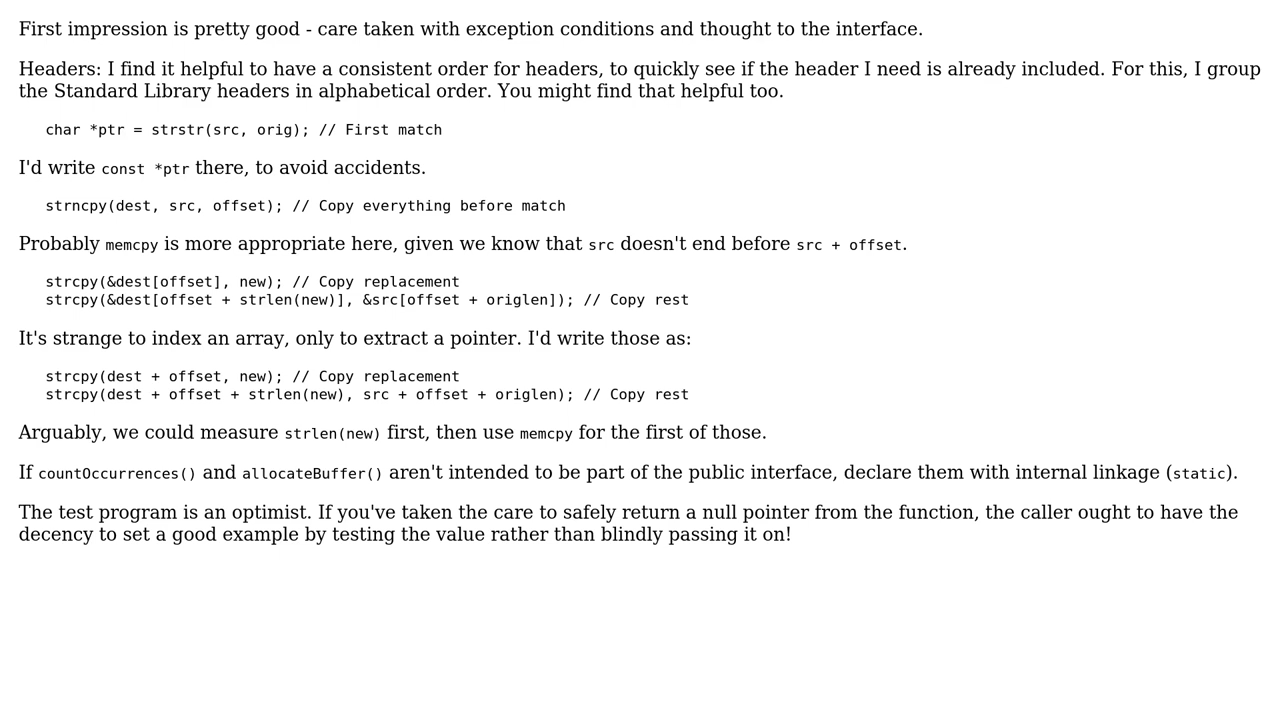 First impression is pretty good - care taken with exception conditions and thought to the interface.
Headers: I find it helpful to have a consistent order for headers, to quickly see if the header I need is already included. For this, I group
the Standard Library headers in alphabetical order. You might find that helpful too.
char *ptr = strstr(src, orig); // First match
I'd write const *ptr there, to avoid accidents.
strncpy(dest, src, offset); // Copy everything before match
Probably memcpy is more appropriate here, given we know that src doesn't end before src + offset.
strcpy(&dest[offset], new); // Copy replacement
strcpy(&dest[offset + strlen(new)], &src[offset + origlen]); // Copy rest
It's strange to index an array, only to extract a pointer. I'd write those as:
strcpy(dest + offset, new); // Copy replacement
strcpy(dest + offset + strlen(new), src + offset + origlen); // Copy rest
Arguably, we could measure strlen(new) first, then use memcpy for the first of those.
If countOccurrences() and allocateBuffer() aren't intended to be part of the public interface, declare them with internal linkage (static).
The test program is an optimist. If you've taken the care to safely return a null pointer from the function, the caller ought to have the
decency to set a good example by testing the value rather than blindly passing it on!